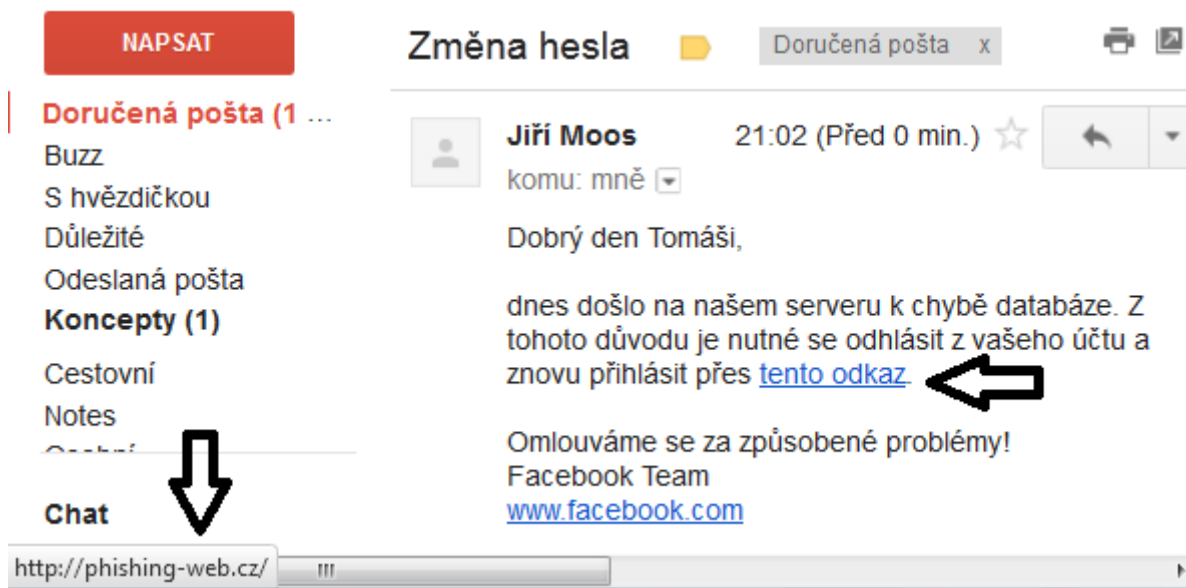 NAPSAT
Doručená pošta (1 ...
Buzz
S hvězdičkou
Důležité
Odeslaná pošta
Koncepty (1)
Cestovní
Notes
Chat
http://phishing-web.cz/
Změna hesla
Doručená pošta x
Jiří Moos 21:02 (Před 0 min.)
komu: mně
Dobrý den Tomáši,
dnes došlo na našem serveru k chybě databáze. Z
tohoto důvodu je nutné se odhlásit z vašeho účtu a
znovu přihlásit přes tento odkaz.
Omlouváme se za způsobené problémy!
Facebook Team
www.facebook.com